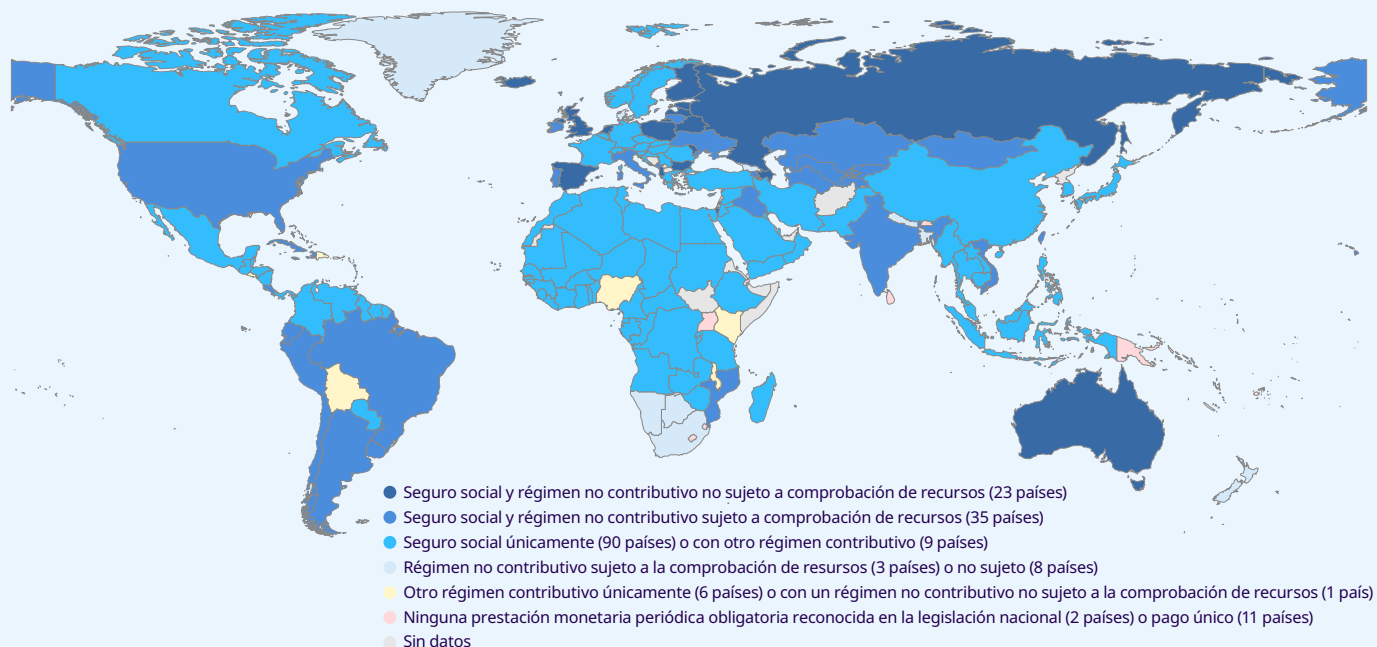 Seguro social y régimen no contributivo no sujeto a comprobación de recursos (23 países)
Seguro social y régimen no contributivo sujeto a comprobación de recursos (35 países)
Seguro social únicamente (90 países) o con otro régimen contributivo (9 países)
Régimen no contributivo sujeto a la comprobación de resursos (3 países) o no sujeto (8 países)
Otro régimen contributivo únicamente (6 países) o con un régimen no contributivo no sujeto a la comprobación de recursos (1 país)
Ninguna prestación monetaria periódica obligatoria reconocida en la legislación nacional (2 países) o pago único (11 países)
Sin datos